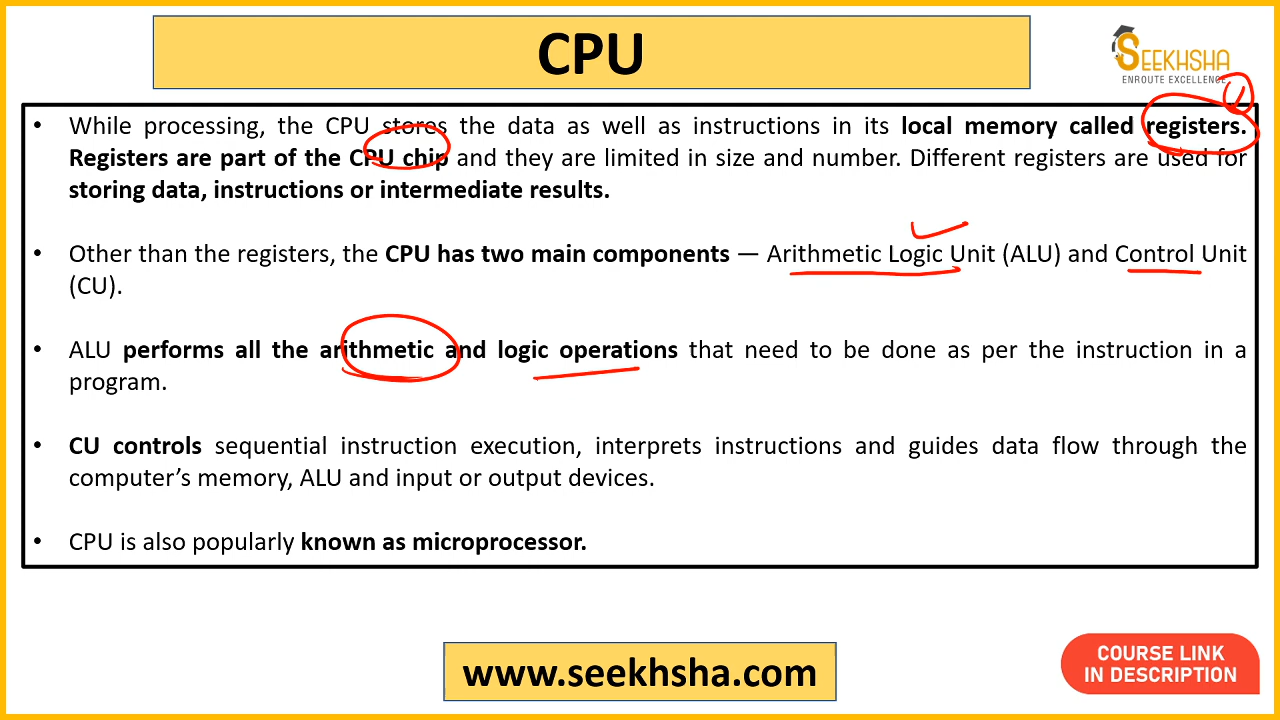 CPU
SEEKHSHA
ENROUTE EXCELLENCE
• While processing, the CPU stores the data as well as instructions in its local memory called registers.
Registers are part of the CPU chip and they are limited in size and number. Different registers are used for
storing data, instructions or intermediate results.
• Other than the registers, the CPU has two main components — Arithmetic Logic Unit (ALU) and Control Unit
(CU).
• ALU performs all the arithmetic and logic operations that need to be done as per the instruction in a
program.
• CU controls sequential instruction execution, interprets instructions and guides data flow through the
computer’s memory, ALU and input or output devices.
• CPU is also popularly known as microprocessor.
www.seekhsha.com
COURSE LINK
IN DESCRIPTION